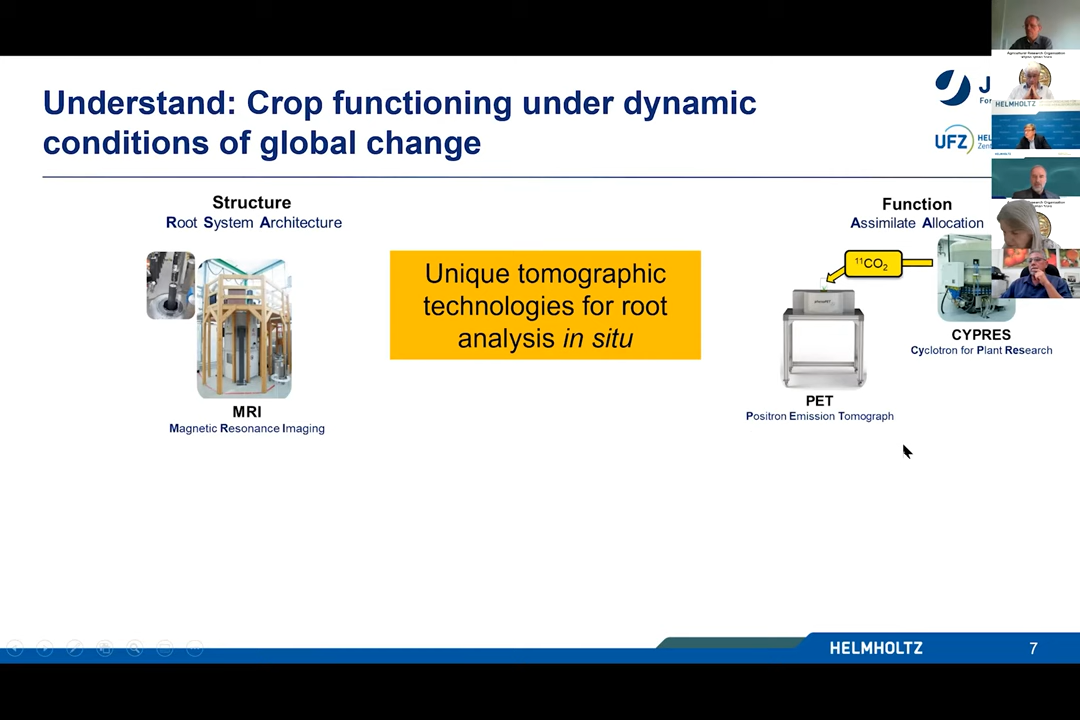 Understand: Crop functioning under dynamic
conditions of global change
UFZ
HELMHOLTZ
Structure
Root System Architecture
Function
Assimilate Allocation
Unique tomographic
technologies for root
analysis in situ
¹¹CO₂
CYPRES
Cyclotron for Plant Research
MRI
Magnetic Resonance Imaging
PET
Positron Emission Tomograph
HELMHOLTZ
7